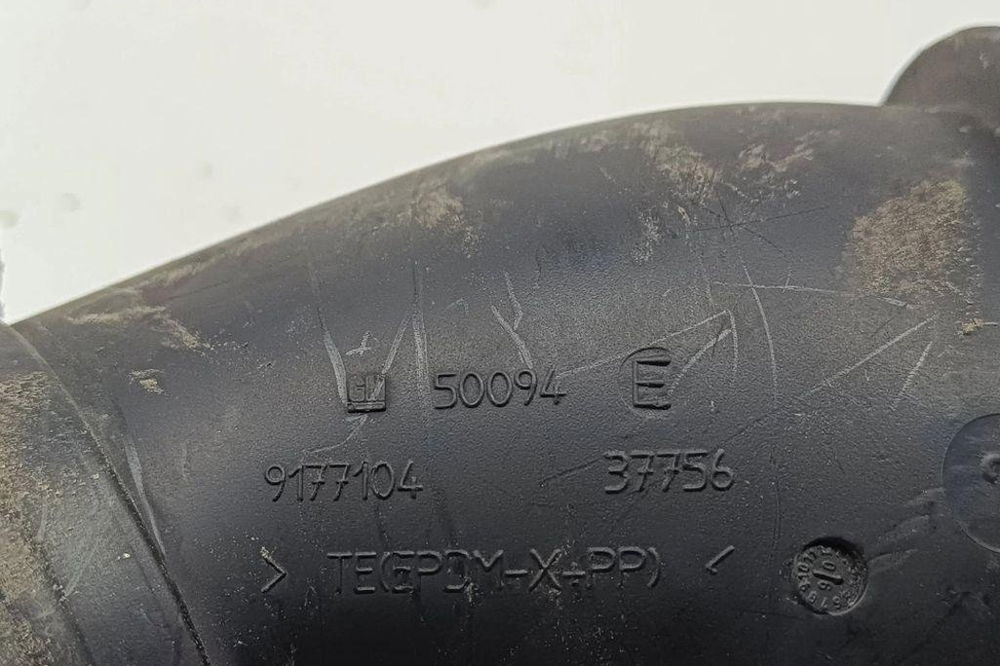 50094 E
9177104 37756
> TE(EPDM-X+PP) <